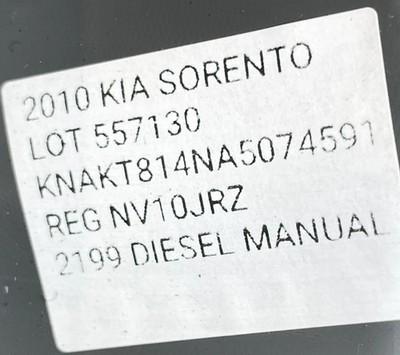 2010 KIA SORENTO
LOT 557130
KNAKT814NA5074591
REG NV10JRZ
2199 DIESEL MANUAL